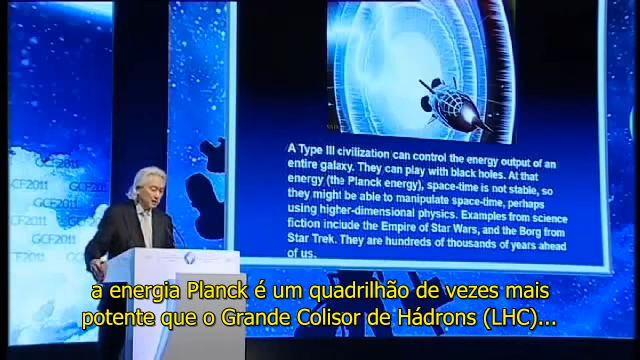 A Type III civilization can control the energy output of an
entire galaxy. They can play with black holes. At that
energy (the Planck energy), space-time is not stable, so
they might be able to manipulate space-time, perhaps
using higher-dimensional physics. Examples from science
fiction include the Empire of Star Wars, and the Borg from
Star Trek. They are hundreds of thousands of years ahead
of us.
GCF2011
GCF2011
GCF2011
a energia Planck é um quadrilhão de vezes mais
potente que o Grande Colisor de Hádrons (LHC)...